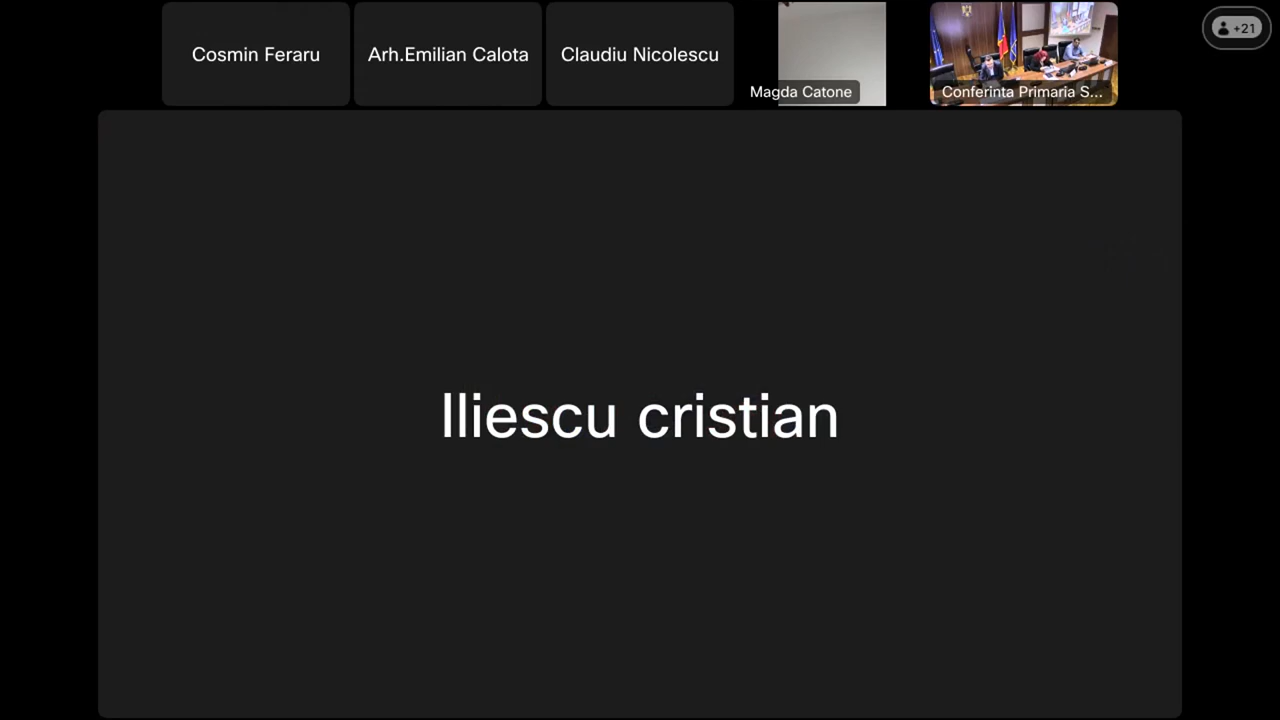 Cosmin Feraru
Arh.Emilian Calota
Claudiu Nicolescu
Magda Catone
Conferinta Primaria S...
+21
Iliescu cristian